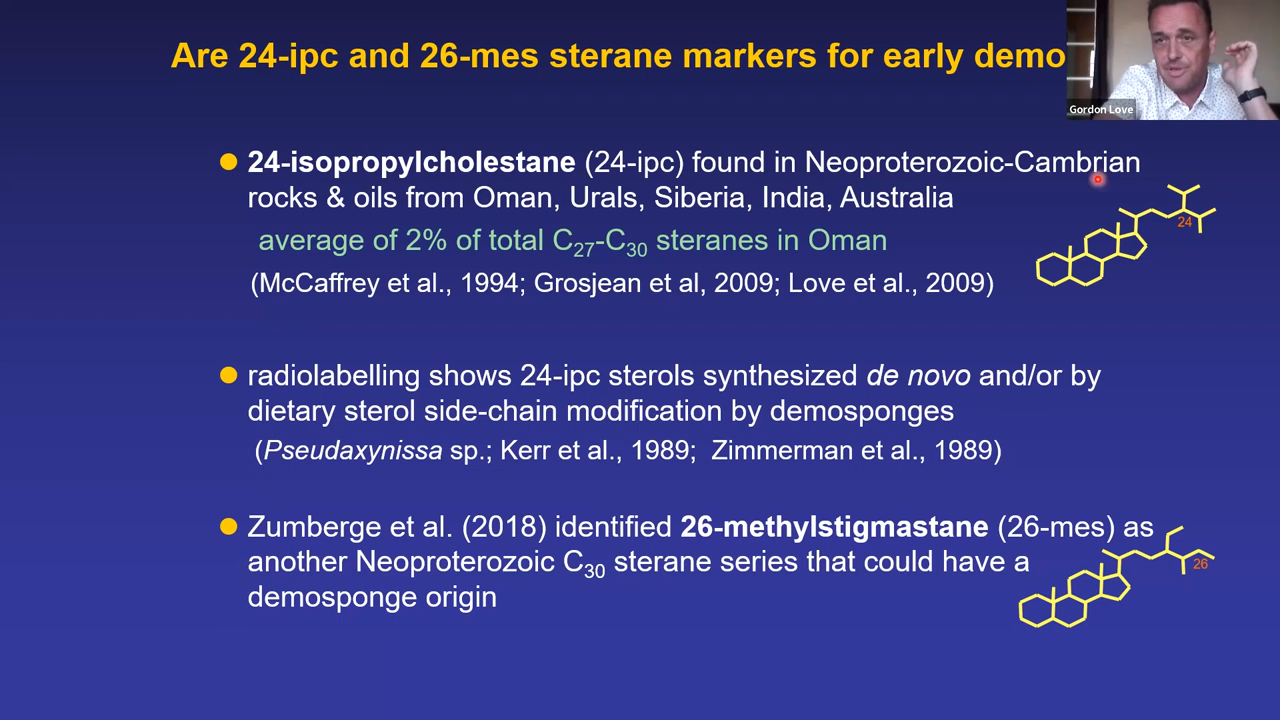 Are 24-ipc and 26-mes sterane markers for early demo
Gordon Love
24-isopropylcholestane (24-ipc) found in Neoproterozoic-Cambrian
rocks & oils from Oman, Urals, Siberia, India, Australia
24
average of 2% of total C27-C30 steranes in Oman
(McCaffrey et al., 1994; Grosjean et al, 2009; Love et al., 2009)
radiolabelling shows 24-ipc sterols synthesized de novo and/or by
dietary sterol side-chain modification by demosponges
(Pseudaxynissa sp.; Kerr et al., 1989; Zimmerman et al., 1989)
Zumberge et al. (2018) identified 26-methylstigmastane (26-mes) as
another Neoproterozoic C30 sterane series that could have a
26
demosponge origin